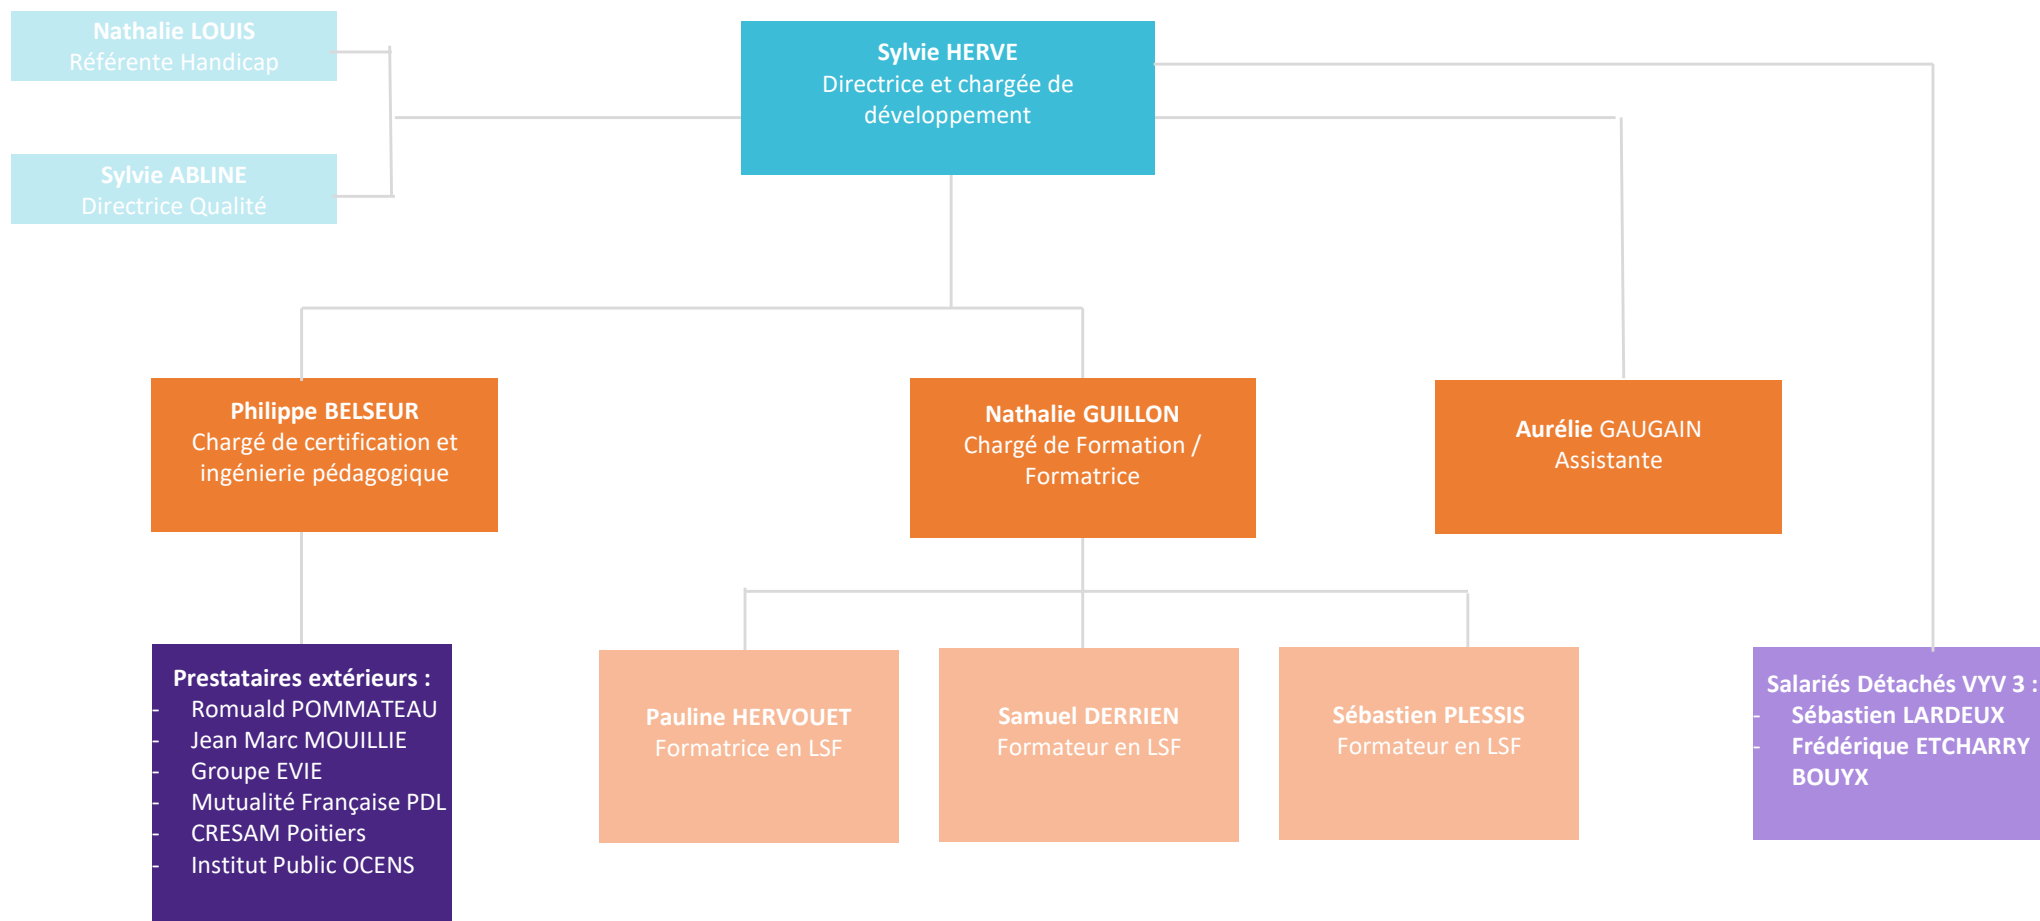 Nathalie LOUIS
Référente Handicap
Sylvie HERVE
Directrice et chargée de
développement
Sylvie ABLINE
Directrice Qualité
Philippe BELSEUR
Chargé de certification et
ingénierie pédagogique
Nathalie GUILLON
Chargé de Formation /
Formatrice
Aurélie GAUGAIN
Assistante
Prestataires extérieurs :
- Romuald POMMATEAU
- Jean Marc MOUILLIE
- Groupe EVIE
- Mutualité Française PDL
- CRESAM Poitiers
- Institut Public OCENS
Pauline HERVOUET
Formatrice en LSF
Samuel DERRIEN
Formateur en LSF
Sébastien PLESSIS
Formateur en LSF
Salariés Détachés VYV 3 :
- Sébastien LARDEUX
- Frédérique ETCHARRY
BOUYX